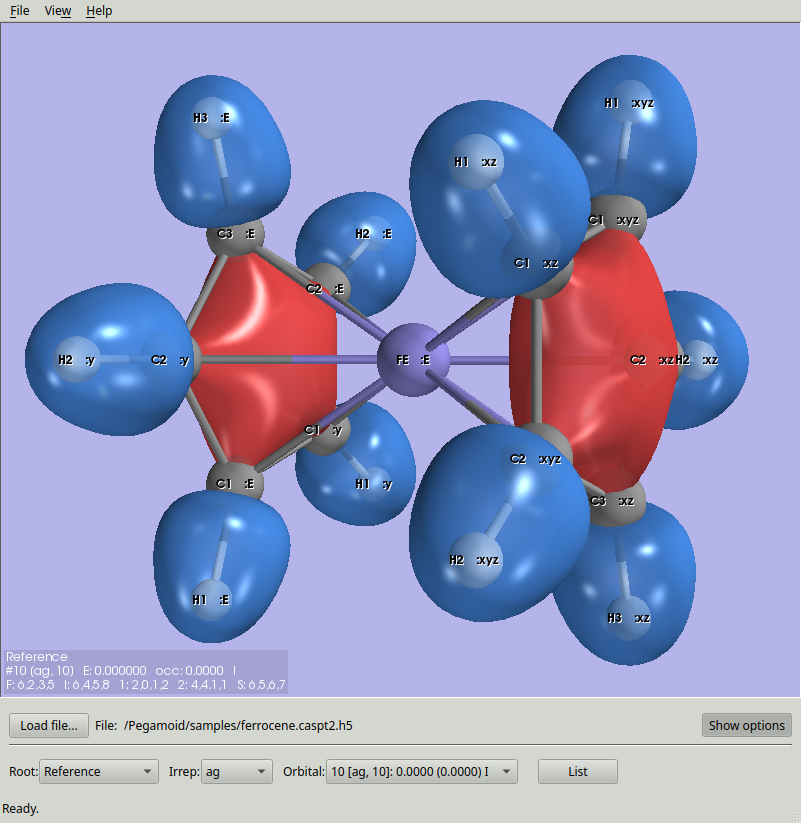 File View Help
H3 :E
H1 :xyz
H1 :xz
C3 :E
H2 :E
C1 :xyz
C1 :xz
C2 :E
H2 :y C2 :y
FE :E
C2 :xz H2 :xz
C1 :y
C2 :xyz
C1 :E
H1 :y
C3 :xz
H2 :xyz
H1 :E
H3 :xz
Reference
#10 (ag, 10) E: 0.000000 occ: 0.0000 I
F: 6,2,3,5 I: 6,4,5,8 1: 2,0,1,2 2: 4,4,1,1 S: 6,5,6,7
Load file... File: /Pegamoid/samples/ferrocene.caspt2.h5 Show options
Root: Reference Irrep: ag Orbital: 10 [ag, 10]: 0.0000 (0.0000) I List
Ready.